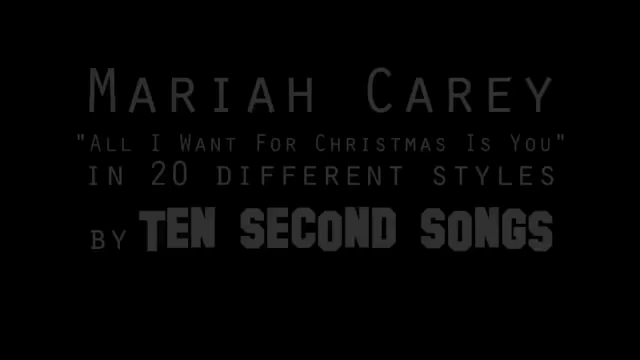 MARIAH CAREY
"ALL I WANT FOR CHRISTMAS IS YOU"
IN 20 DIFFERENT STYLES
BY TEN SECOND SONGS